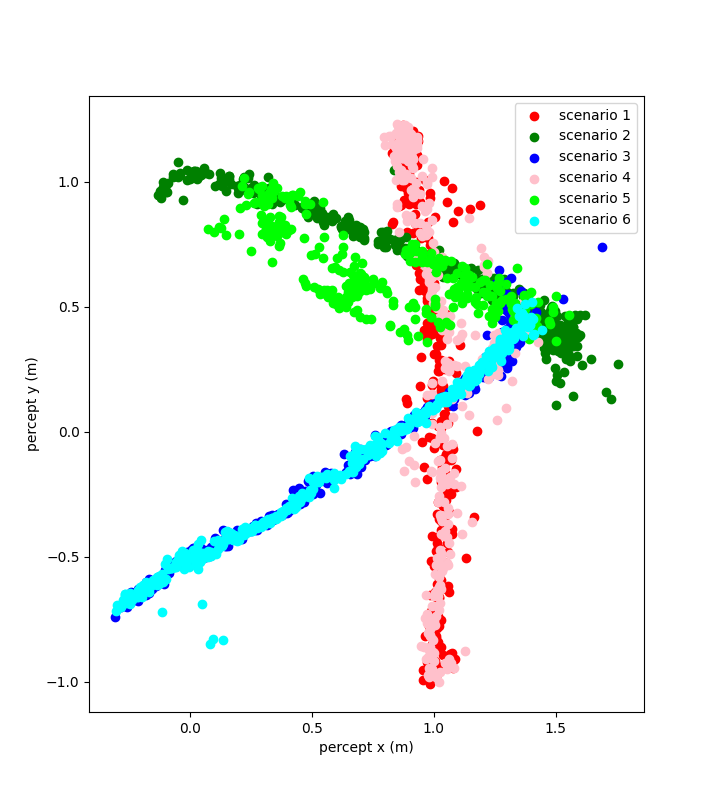 scenario 1
scenario 2
scenario 3
scenario 4
scenario 5
scenario 6
1.0
0.5
0.0
−0.5
−1.0
percept y (m)
0.0 0.5 1.0 1.5
percept x (m)